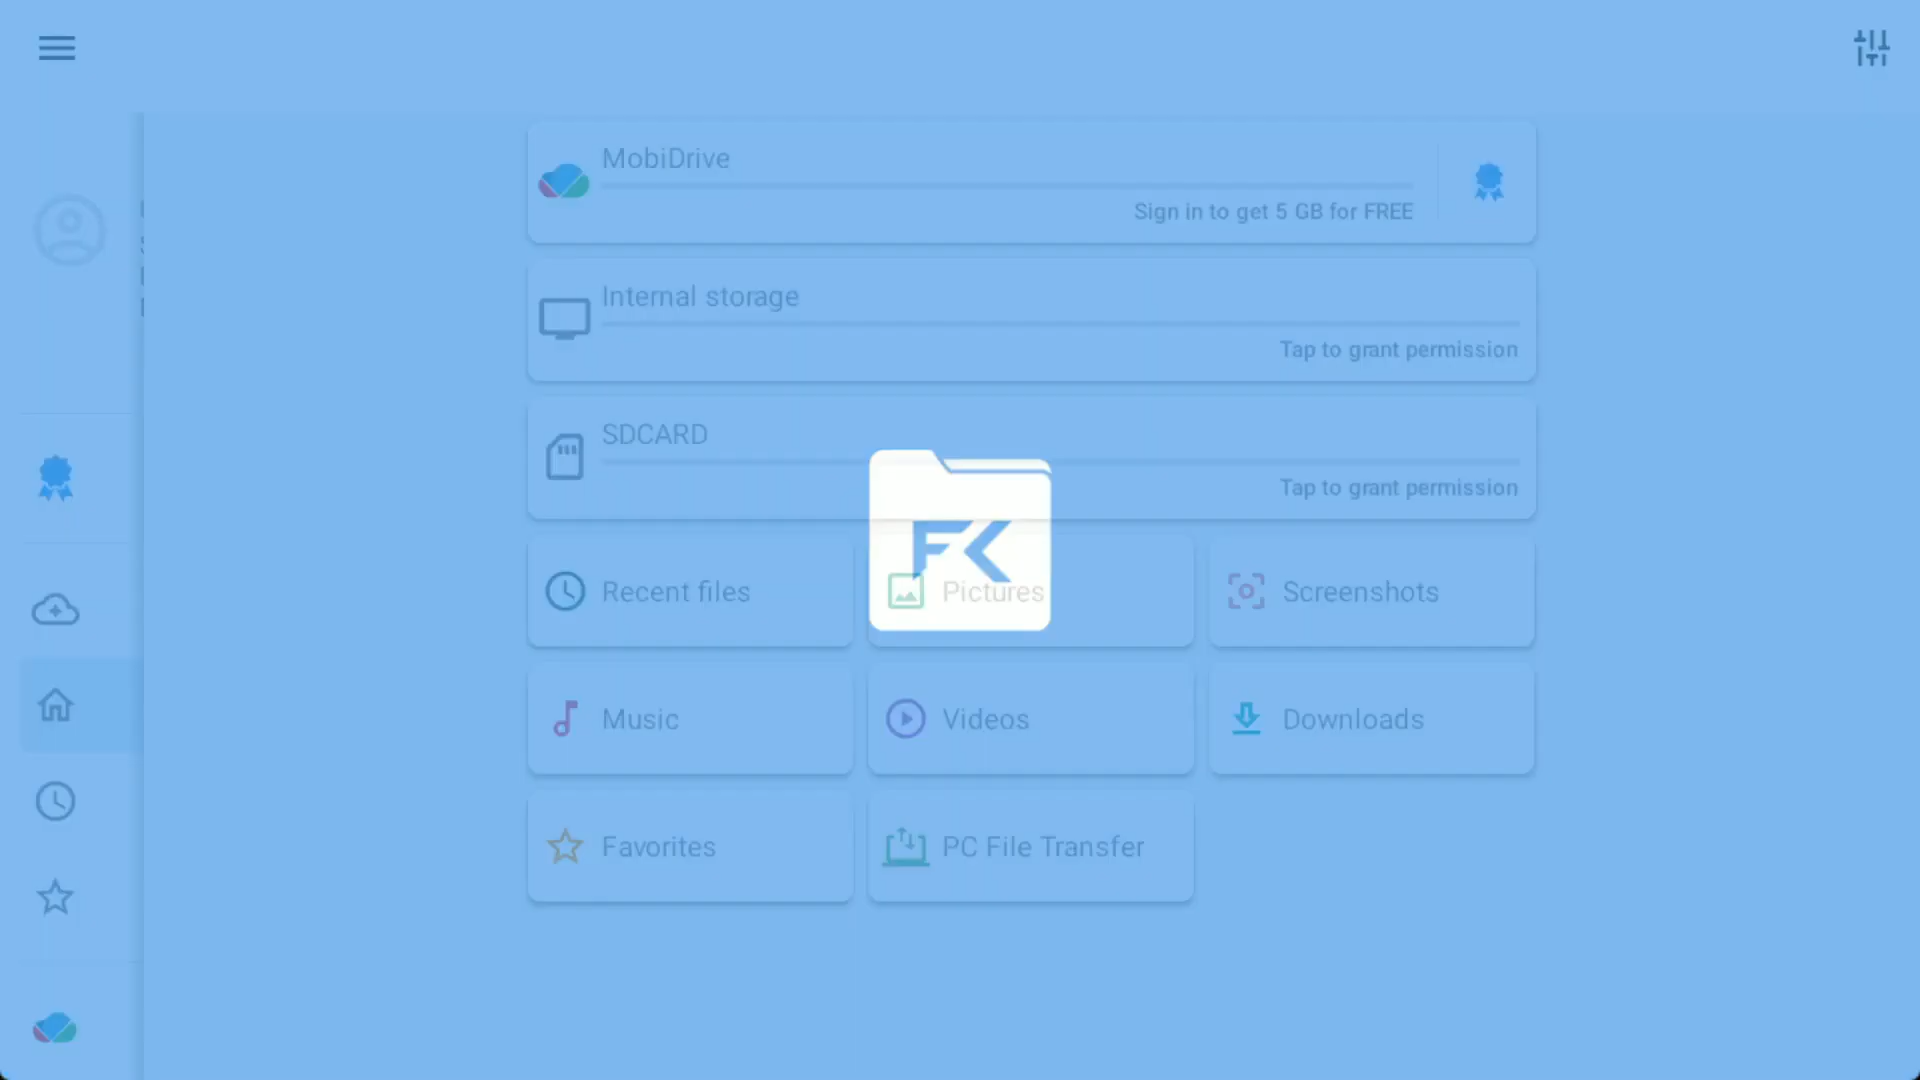 MobiDrive
Sign in to get 5 GB for FREE
Internal storage
Tap to grant permission
SDCARD
Tap to grant permission
FK
Recent files
Pictures
Screenshots
Music
Videos
Downloads
Favorites
PC File Transfer